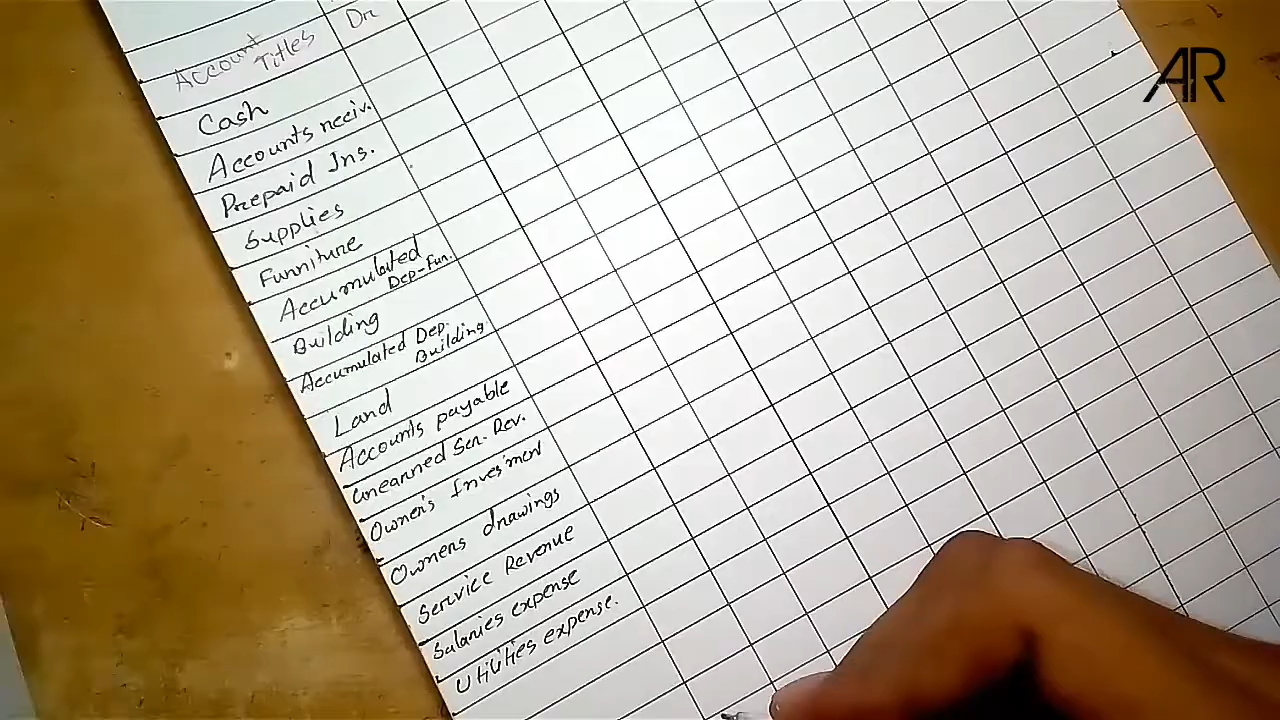 Dr
Account
Titles
Cash
Accounts receiv.
Prepaid Ins.
Supplies
Furniture
Accumulated
Dep-Fur.
Building
Accumulated Dep.
Building
Land
Accounts payable
Unearned Ser. Rev.
Owner's Invesment
Owners drawings
Service Revenue
Salaries expense
Utilities expense.
AR